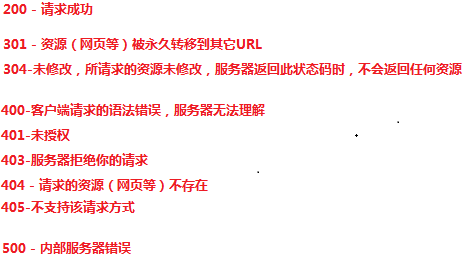 200 - 请求成功
301 - 资源（网页等）被永久转移到其它URL
304-未修改，所请求的资源未修改，服务器返回此状态码时，不会返回任何资源
400-客户端请求的语法错误，服务器无法理解
401-未授权
403-服务器拒绝你的请求
404 - 请求的资源（网页等）不存在
405-不支持该请求方式
500 - 内部服务器错误